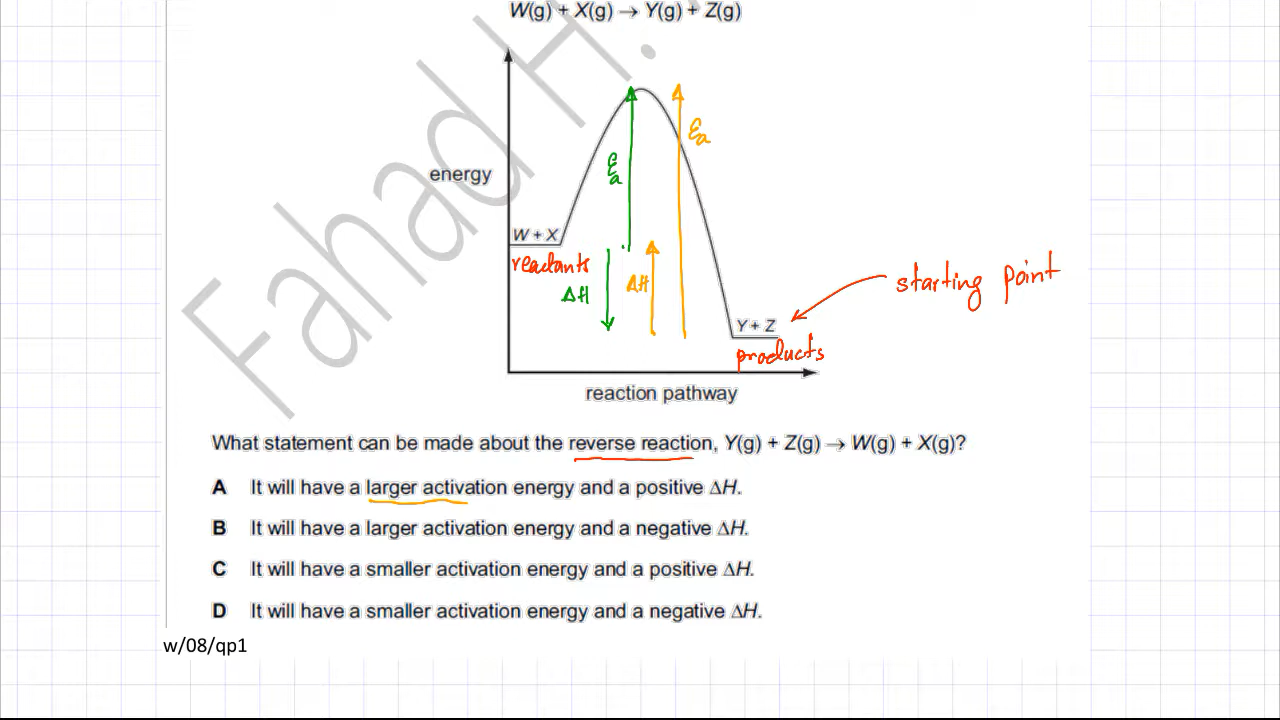 W(g) + X(g) → Y(g) + Z(g)
Fahad H.
Ea
Ea
energy
W + X
reactants
ΔH
ΔH
starting point
Y + Z
products
reaction pathway
What statement can be made about the reverse reaction, Y(g) + Z(g) → W(g) + X(g)?
A It will have a larger activation energy and a positive ΔH.
B It will have a larger activation energy and a negative ΔH.
C It will have a smaller activation energy and a positive ΔH.
D It will have a smaller activation energy and a negative ΔH.
w/08/qp1